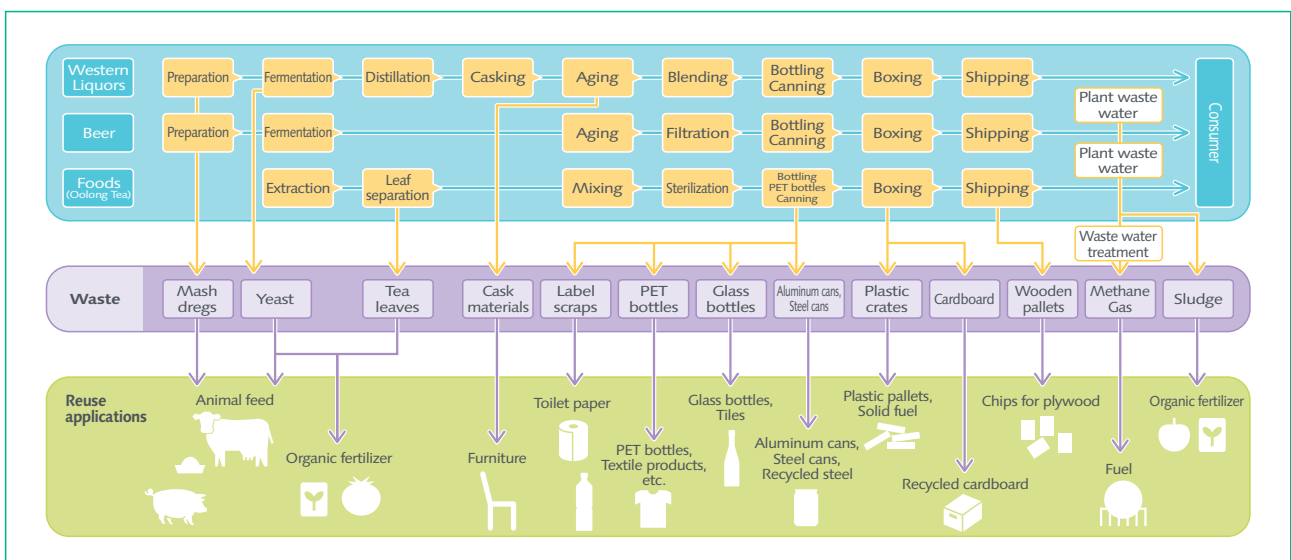 Western
Liquors
Preparation
Fermentation
Distillation
Casking
Aging
Blending
Bottling
Canning
Boxing
Shipping
Plant waste
water
Consumer
Beer
Preparation
Fermentation
Aging
Filtration
Bottling
Canning
Boxing
Shipping
Plant waste
water
Foods
(Oolong Tea)
Extraction
Leaf
separation
Mixing
Sterilization
Bottling
PET bottles
Canning
Boxing
Shipping
Waste water
treatment
Waste
Mash
dregs
Yeast
Tea
leaves
Cask
materials
Label
scraps
PET
bottles
Glass
bottles
Aluminum cans,
Steel cans
Plastic
crates
Cardboard
Wooden
pallets
Methane
Gas
Sludge
Reuse
applications
Animal feed
Organic fertilizer
Furniture
Toilet paper
PET bottles,
Textile products,
etc.
Glass bottles,
Tiles
Aluminum cans,
Steel cans,
Recycled steel
Plastic pallets,
Solid fuel
Recycled cardboard
Chips for plywood
Fuel
Organic fertilizer